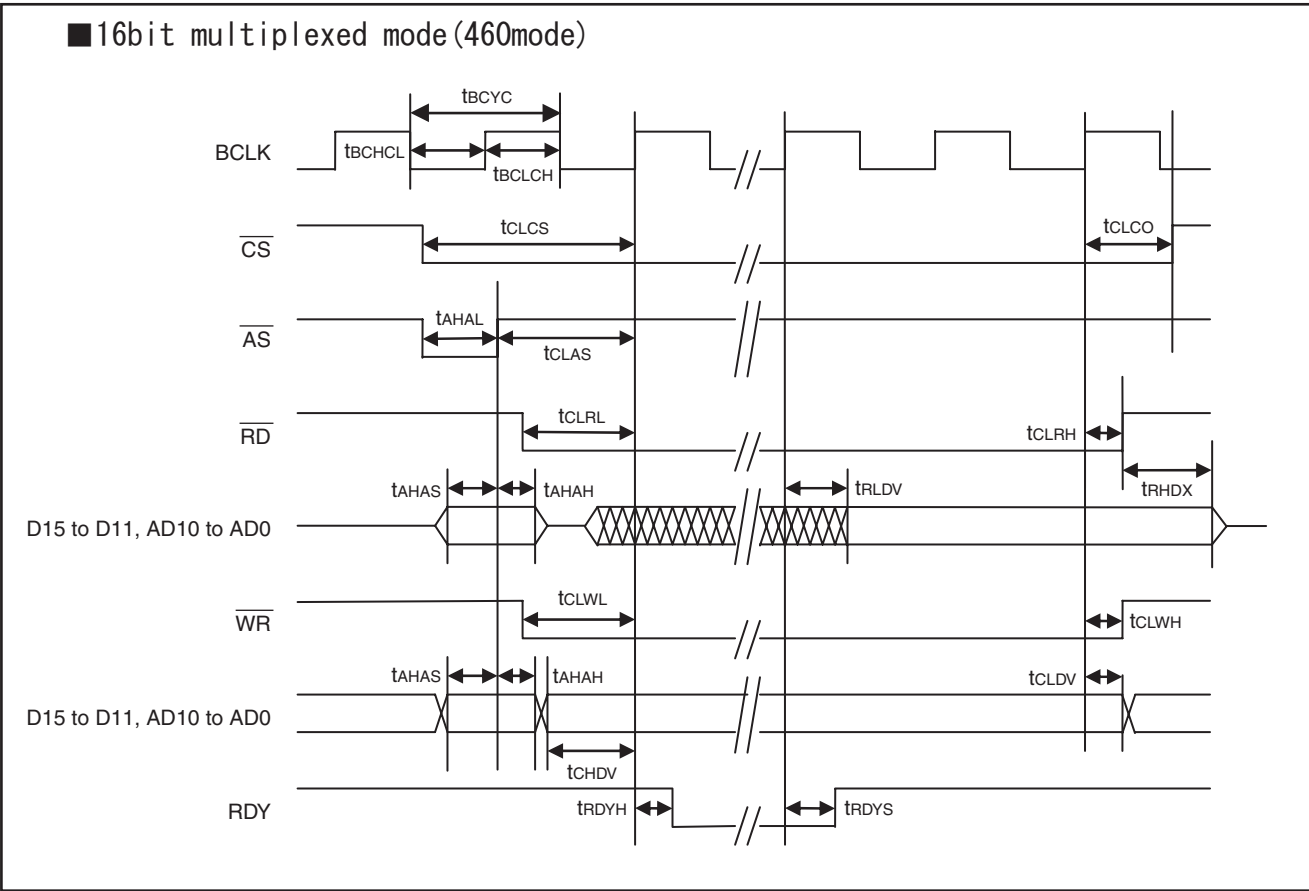 ■16bit multiplexed mode(460mode)
tBCYC
BCLK
tBCHCL
tBCLCH
CS
tCLCS
tCLCO
AS
tAHAL
tCLAS
RD
tCLRL
tCLRH
tRHDX
tAHAS
tAHAH
tRLDV
D15 to D11, AD10 to AD0
WR
tCLWL
tCLWH
tAHAS
tAHAH
tCLDV
D15 to D11, AD10 to AD0
tCHDV
RDY
tRDYH
tRDYS